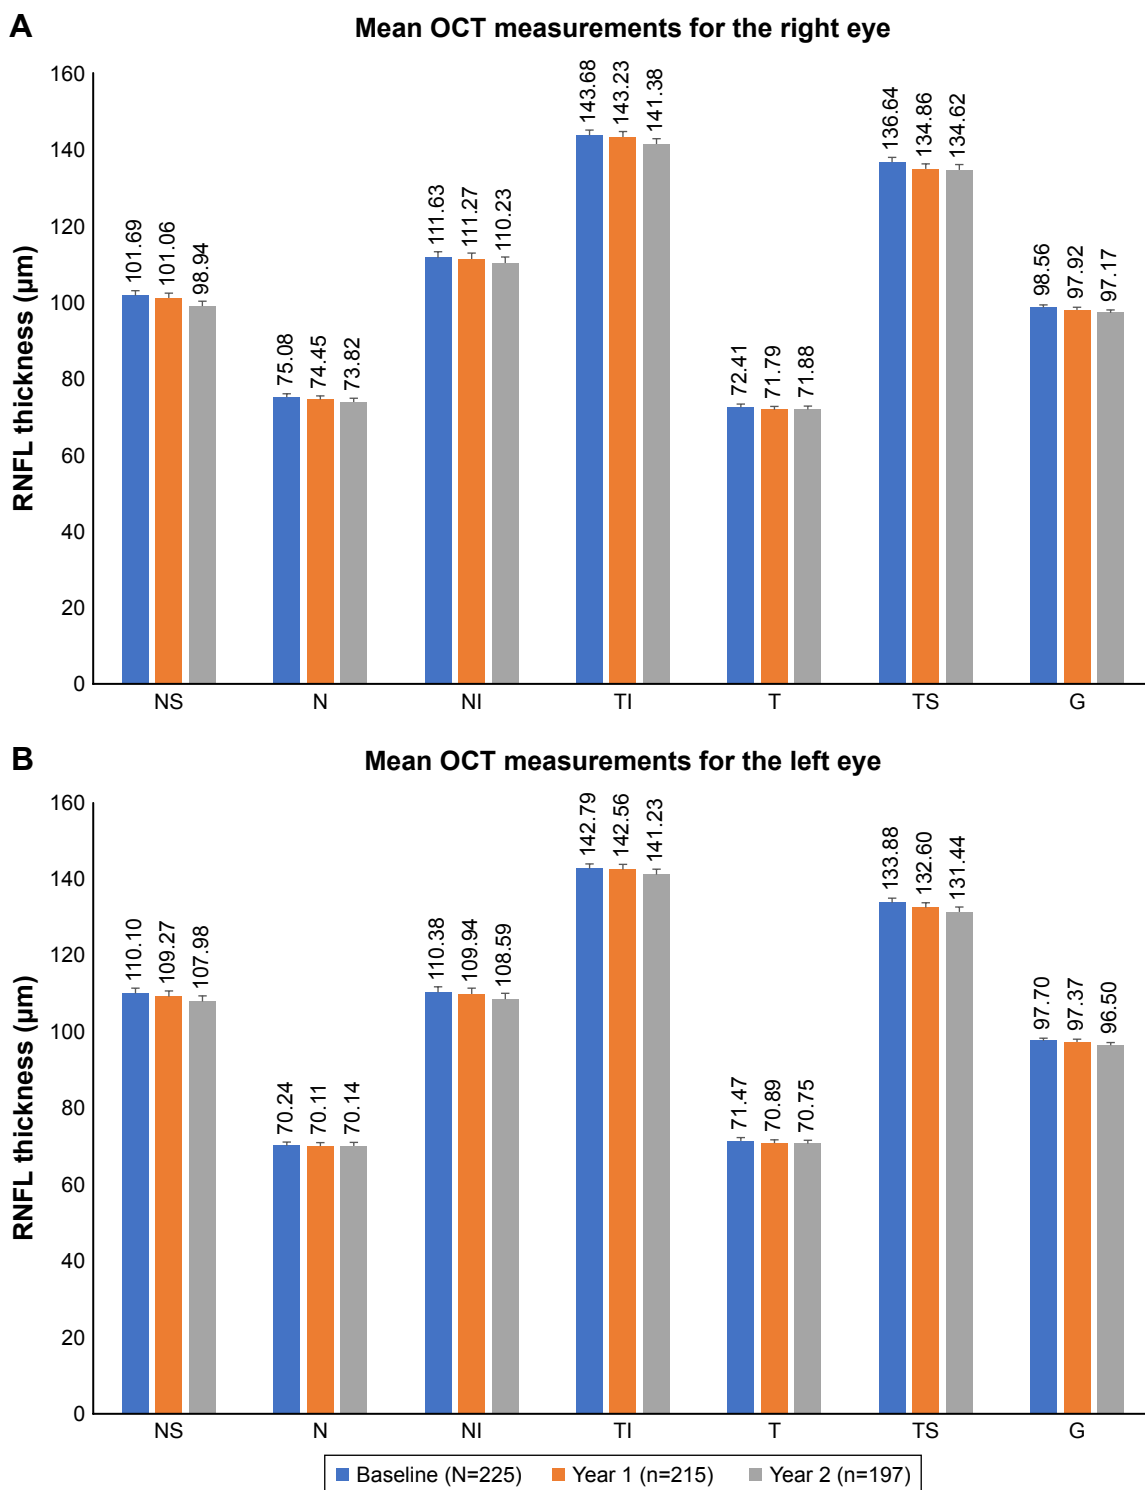 A
Mean OCT measurements for the right eye
RNFL thickness (µm)
160
140
120
100
80
60
40
20
0
101.69 101.06 98.94
75.08 74.45 73.82
111.63 111.27 110.23
143.68 143.23 141.38
72.41 71.79 71.88
136.64 134.86 134.62
98.56 97.92 97.17
NS N NI TI T TS G
B
Mean OCT measurements for the left eye
RNFL thickness (µm)
160
140
120
100
80
60
40
20
0
110.10 109.27 107.98
70.24 70.11 70.14
110.38 109.94 108.59
142.79 142.56 141.23
71.47 70.89 70.75
133.88 132.60 131.44
97.70 97.37 96.50
NS N NI TI T TS G
Baseline (N=225) Year 1 (n=215) Year 2 (n=197)